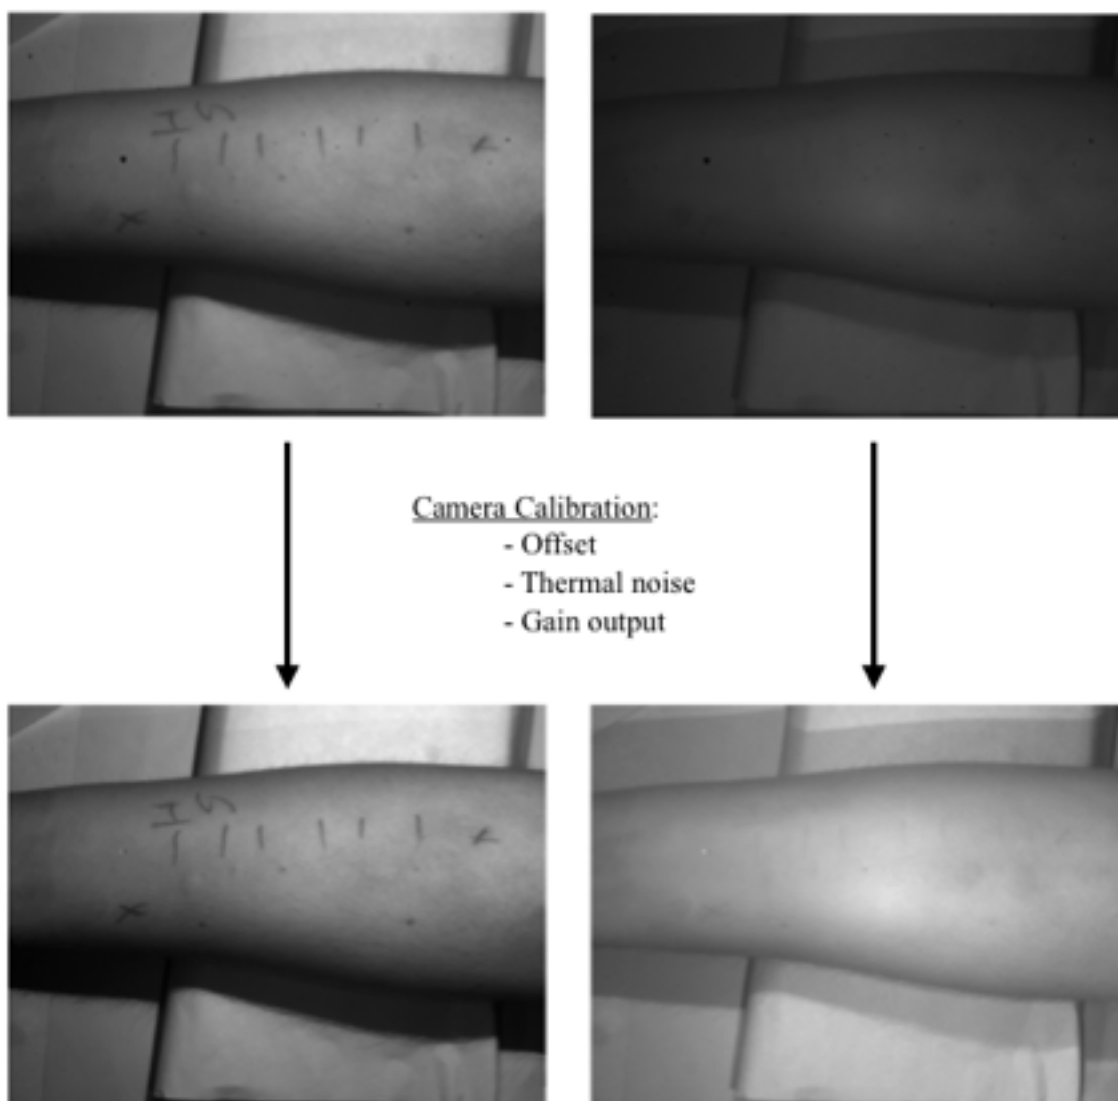 Camera Calibration:
- Offset
- Thermal noise
- Gain output